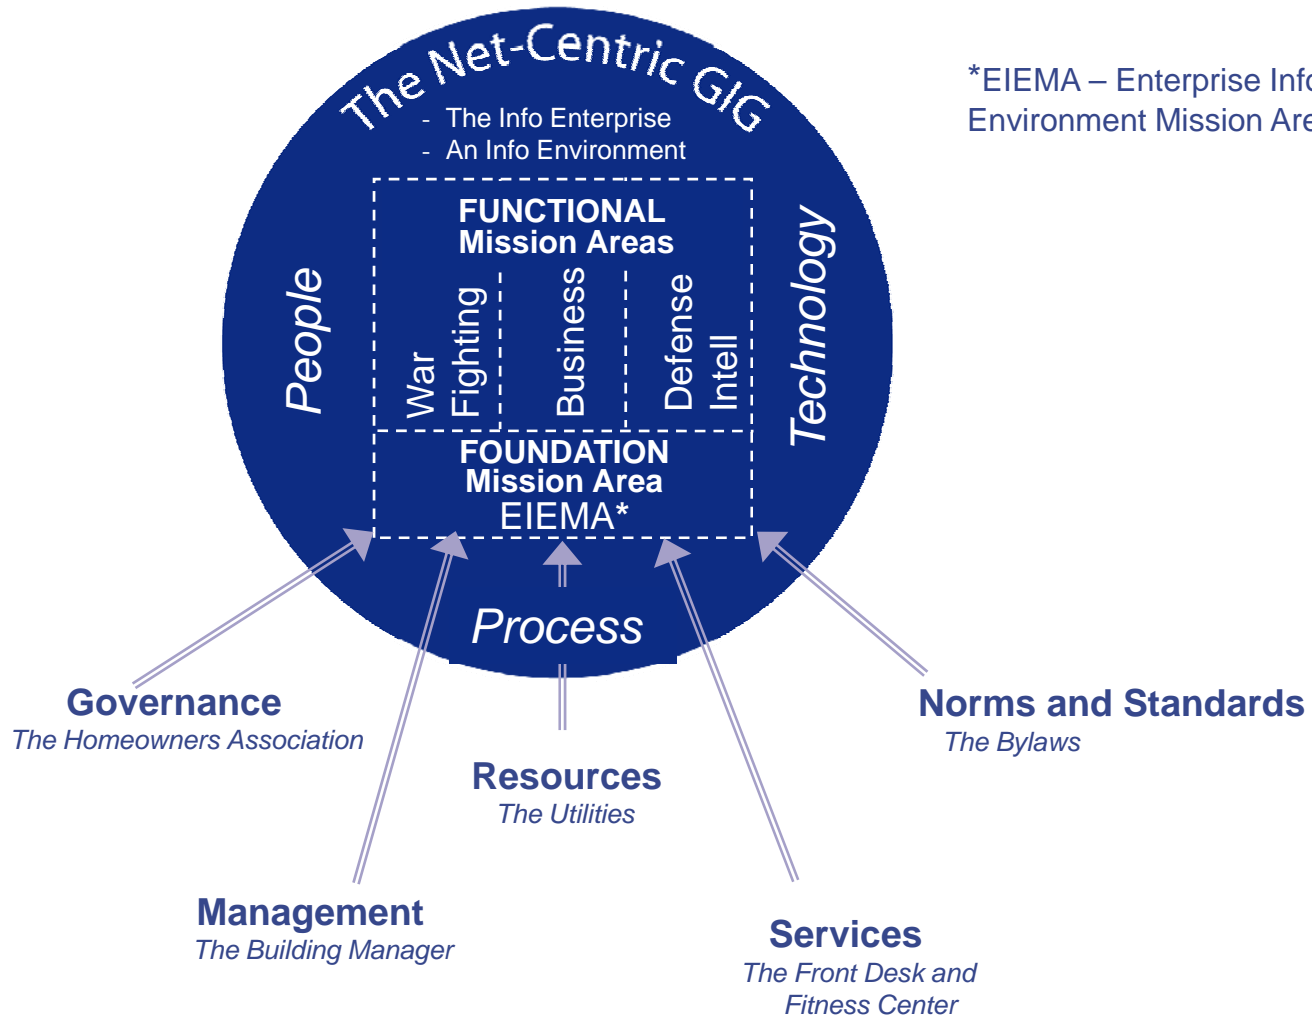 The Net-Centric GIG
- The Info Enterprise
- An Info Environment
*EIEMA – Enterprise Info
Environment Mission Are
FUNCTIONAL
Mission Areas
People
War
Fighting
Business
Defense
Intell
Technology
FOUNDATION
Mission Area
EIEMA*
Process
Governance
The Homeowners Association
Norms and Standards
The Bylaws
Resources
The Utilities
Management
The Building Manager
Services
The Front Desk and
Fitness Center